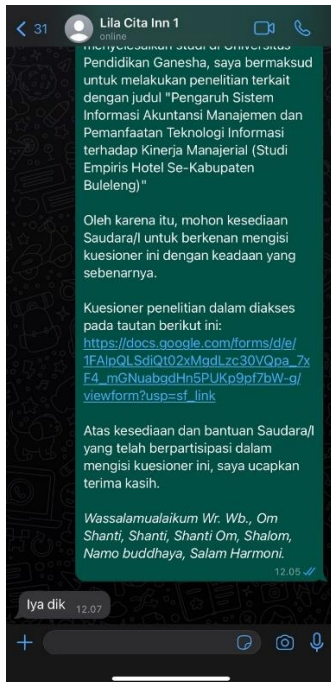 31
Lila Cita Inn 1
online
menyelesaikan studi di Universitas
Pendidikan Ganesha, saya bermaksud
untuk melakukan penelitian terkait
dengan judul "Pengaruh Sistem
Informasi Akuntansi Manajemen dan
Pemanfaatan Teknologi Informasi
terhadap Kinerja Manajerial (Studi
Empiris Hotel Se-Kabupaten
Buleleng)"
Oleh karena itu, mohon kesediaan
Saudara/I untuk berkenan mengisi
kuesioner ini dengan keadaan yang
sebenarnya.
Kuesioner penelitian dalam diakses
pada tautan berikut ini:
https://docs.google.com/forms/d/e/
1FAIpQLSdiQt02xMgdLzc30VQpa_7x
F4_mGNuabgdHn5PUKp9pf7bW-g/
viewform?usp=sf_link
Atas kesediaan dan bantuan Saudara/I
yang telah berpartisipasi dalam
mengisi kuesioner ini, saya ucapkan
terima kasih.
Wassalamualaikum Wr. Wb., Om
Shanti, Shanti, Shanti Om, Shalom,
Namo buddhaya, Salam Harmoni.
12.05
Iya dik 12.07